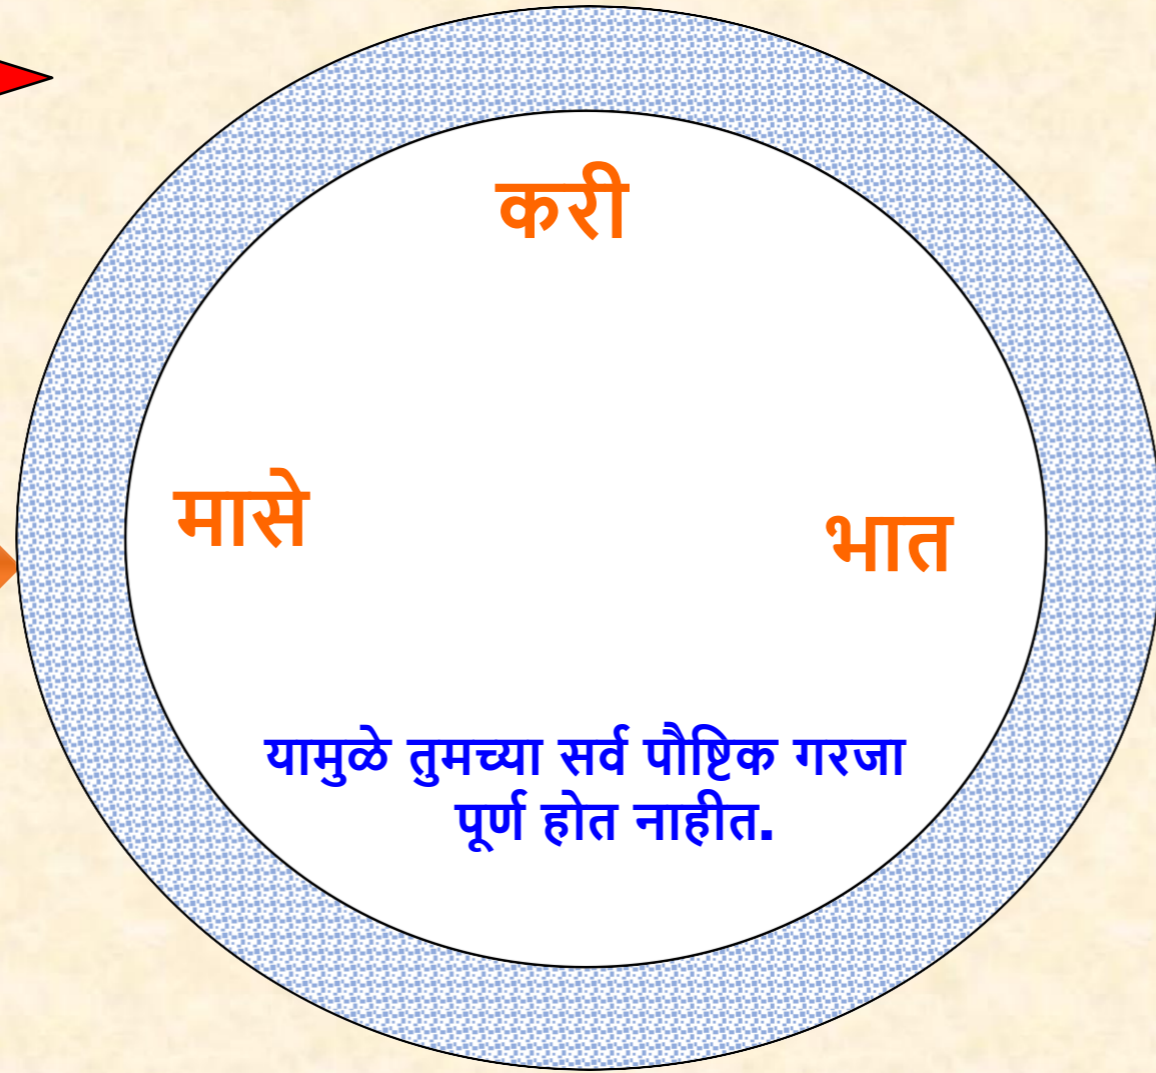 करी
मासे
भात
यामुळे तुमच्या सर्व पौष्टिक गरजा
पूर्ण होत नाहीत.